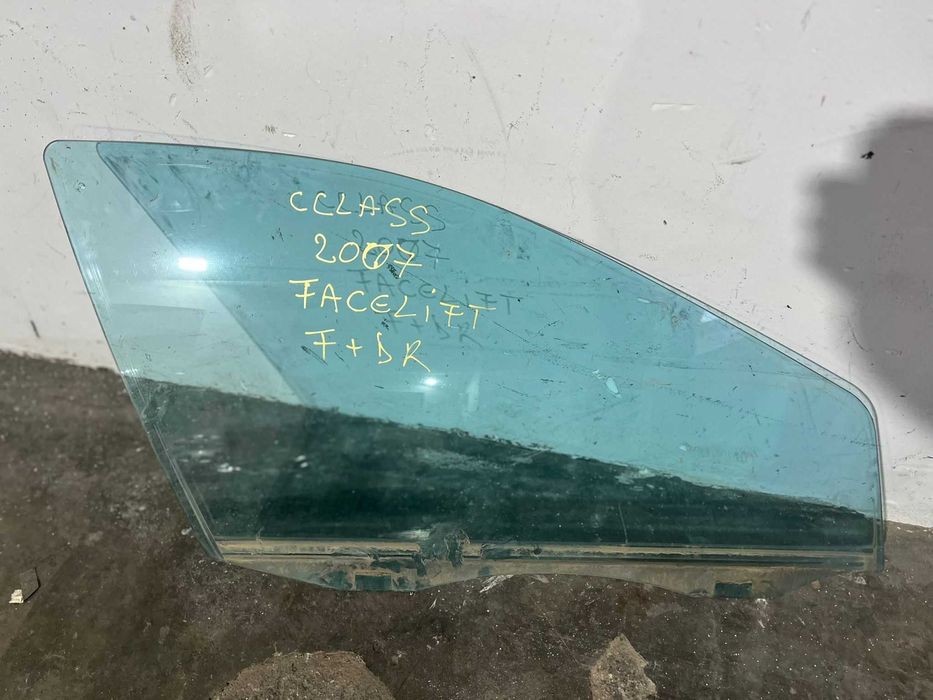 CCLASS
2007
FACELIFT
F+DR